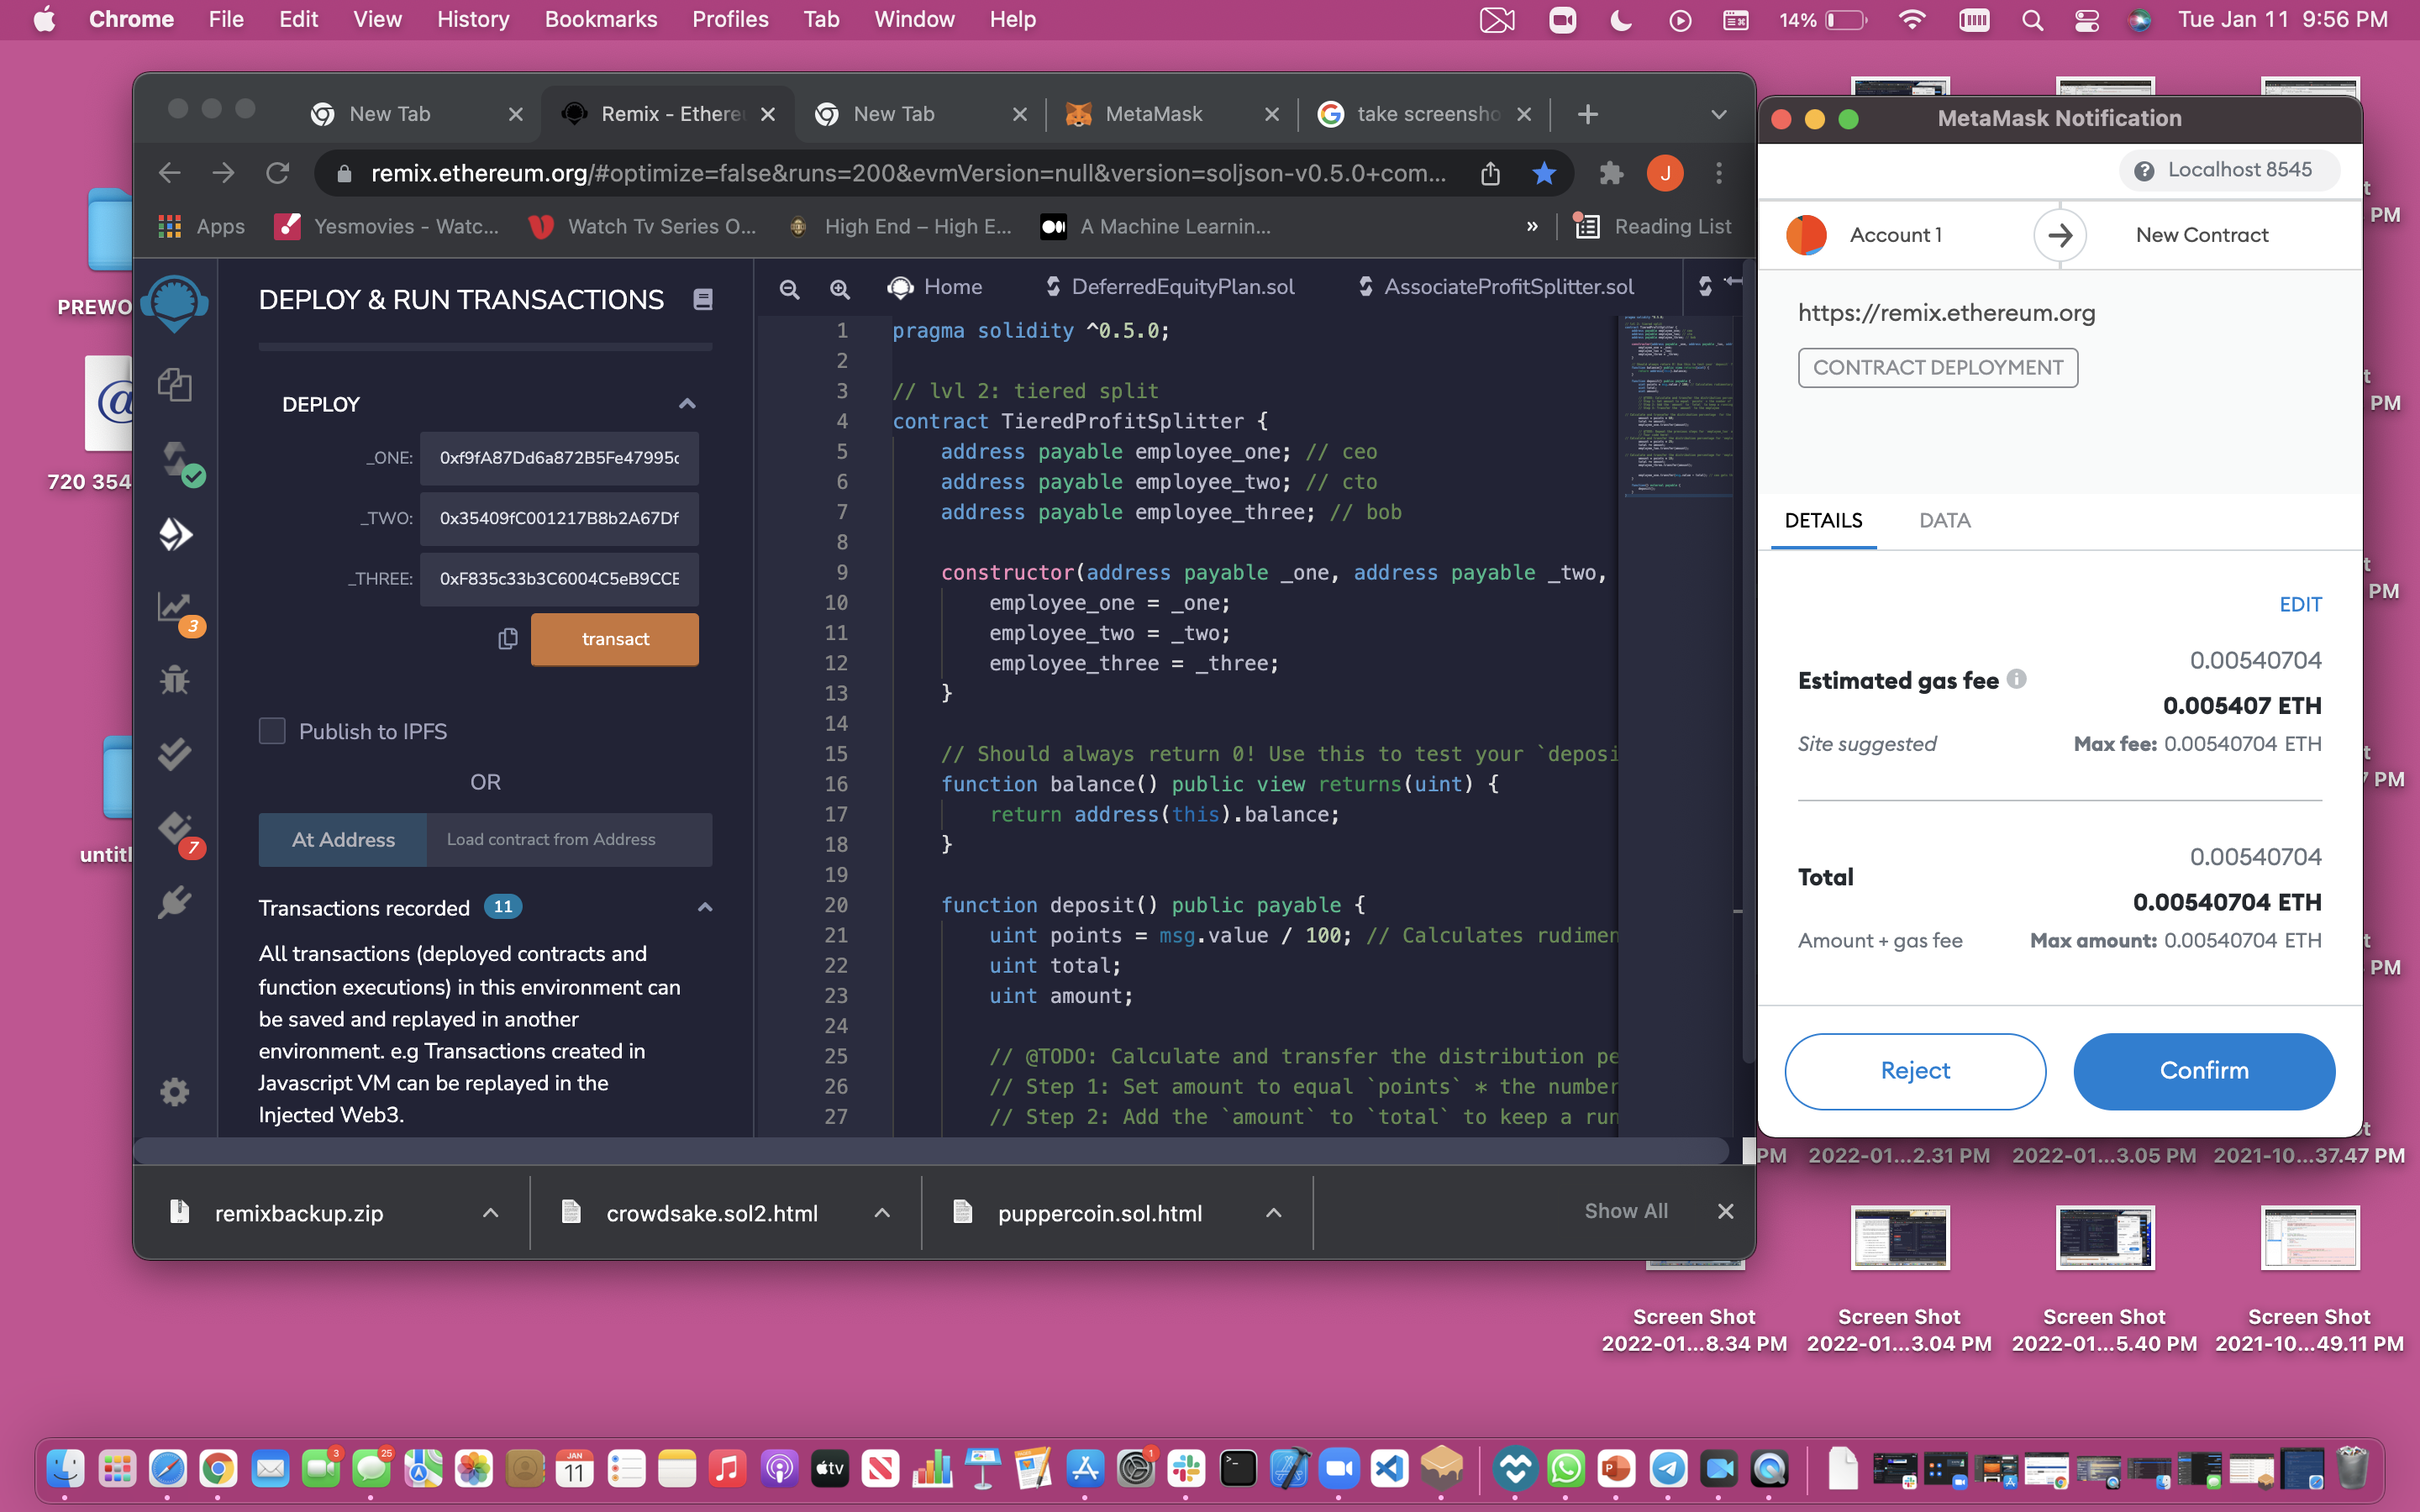 Chrome File Edit View History Bookmarks Profiles Tab Window Help
14% Tue Jan 11 9:56 PM
New Tab
Remix - Ethereu
New Tab
MetaMask
take screensho
remix.ethereum.org/#optimize=false&runs=200&evmVersion=null&version=soljson-v0.5.0+com...
J
Apps
Yesmovies - Watc...
Watch Tv Series O...
High End – High E...
A Machine Learnin...
»
Reading List
PREWO
720 354
untitl
DEPLOY & RUN TRANSACTIONS
DEPLOY
_ONE: 0xf9fA87Dd6a872B5Fe47995c
_TWO: 0x35409fC001217B8b2A67Df
_THREE: 0xF835c33b3C6004C5eB9CCE
transact
Publish to IPFS
OR
At Address
Load contract from Address
Transactions recorded 11
All transactions (deployed contracts and
function executions) in this environment can
be saved and replayed in another
environment. e.g Transactions created in
Javascript VM can be replayed in the
Injected Web3.
3
7
Home
DeferredEquityPlan.sol
AssociateProfitSplitter.sol
1 pragma solidity ^0.5.0;
2
3 // lvl 2: tiered split
4 contract TieredProfitSplitter {
5 address payable employee_one; // ceo
6 address payable employee_two; // cto
7 address payable employee_three; // bob
8
9 constructor(address payable _one, address payable _two,
10 employee_one = _one;
11 employee_two = _two;
12 employee_three = _three;
13 }
14
15 // Should always return 0! Use this to test your `deposi
16 function balance() public view returns(uint) {
17 return address(this).balance;
18 }
19
20 function deposit() public payable {
21 uint points = msg.value / 100; // Calculates rudimen
22 uint total;
23 uint amount;
24
25 // @TODO: Calculate and transfer the distribution pe
26 // Step 1: Set amount to equal `points` * the number
27 // Step 2: Add the `amount` to `total` to keep a run
remixbackup.zip
crowdsake.sol2.html
puppercoin.sol.html
Show All
MetaMask Notification
Localhost 8545
Account 1
New Contract
https://remix.ethereum.org
CONTRACT DEPLOYMENT
DETAILS
DATA
EDIT
0.00540704
Estimated gas fee
0.005407 ETH
Site suggested
Max fee: 0.00540704 ETH
0.00540704
Total
0.00540704 ETH
Amount + gas fee
Max amount: 0.00540704 ETH
Reject
Confirm
t
PM
t
PM
t
PM
t
PM
t
PM
t
PM
2022-01...2.31 PM
2022-01...3.05 PM
2021-10...37.47 PM
Screen Shot
2022-01...8.34 PM
Screen Shot
2022-01...3.04 PM
Screen Shot
2022-01...5.40 PM
Screen Shot
2021-10...49.11 PM
3
25
JAN
11
tv
1